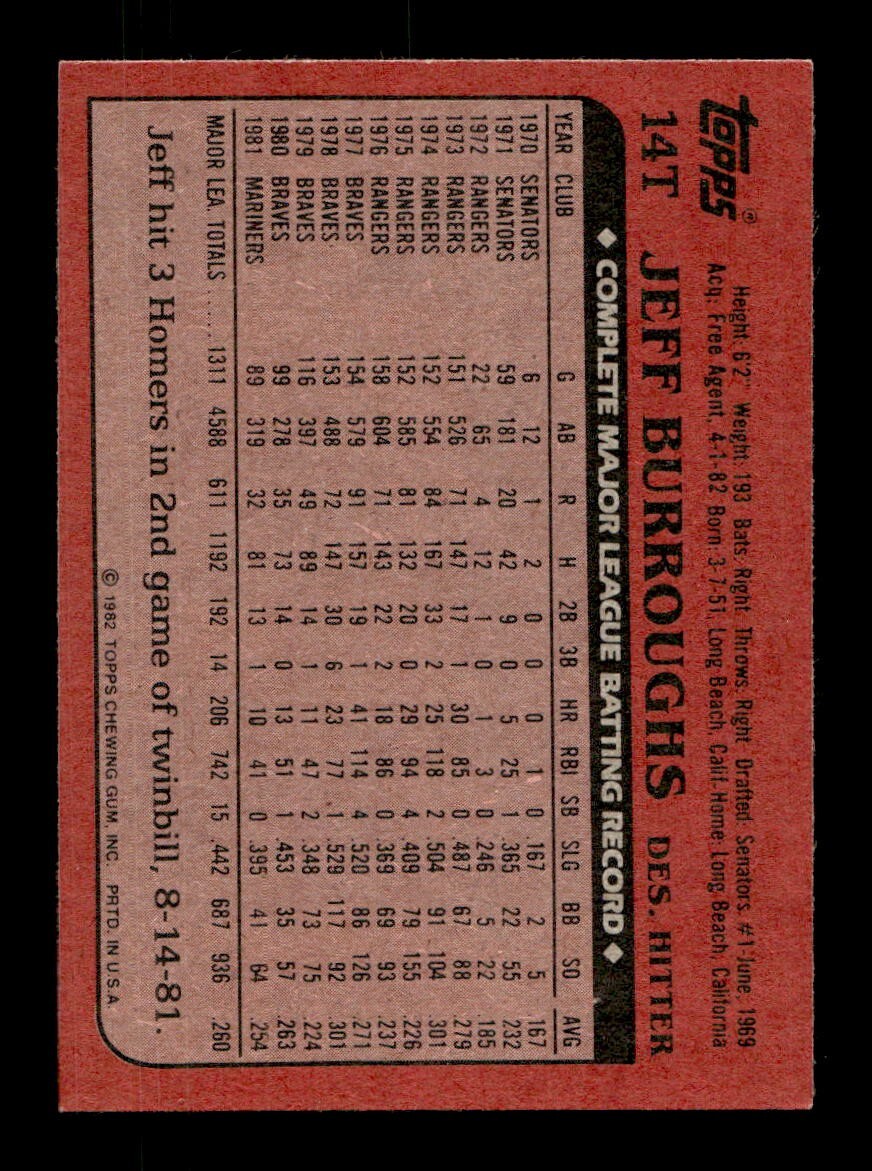 topps®
Height: 6'2" Weight: 193 Bats: Right Throws: Right Drafted: Senators #1-June, 1969
Acq: Free Agent, 4-1-82 Born: 3-7-51, Long Beach, Calif. Home: Long Beach, California
14T JEFF BURROUGHS DES. HITTER
◆ COMPLETE MAJOR LEAGUE BATTING RECORD ◆
YEAR CLUB G AB R H 2B 3B HR RBI SB SLG BB SO AVG
1970 SENATORS 6 12 1 2 0 0 0 1 0 .167 2 5 .167
1971 SENATORS 59 181 20 42 9 0 5 25 1 .365 22 55 .232
1972 RANGERS 22 65 4 12 1 0 1 3 0 .246 5 22 .185
1973 RANGERS 151 526 71 147 17 1 30 85 0 .487 67 88 .279
1974 RANGERS 152 554 84 167 33 2 25 118 2 .504 91 104 .301
1975 RANGERS 152 585 81 132 20 0 29 94 4 .409 79 155 .226
1976 RANGERS 158 604 71 143 22 2 18 86 0 .369 69 93 .237
1977 BRAVES 154 579 91 157 19 1 41 114 4 .520 86 126 .271
1978 BRAVES 153 488 72 147 30 6 23 77 1 .529 117 92 .301
1979 BRAVES 116 397 49 89 14 1 11 47 2 .348 73 75 .224
1980 BRAVES 99 278 35 73 14 0 13 51 1 .453 35 57 .263
1981 MARINERS 89 319 32 81 13 1 10 41 0 .395 41 64 .254
MAJOR LEA. TOTALS ..... 1311 4588 611 1192 192 14 206 742 15 .442 687 936 .260
Jeff hit 3 Homers in 2nd game of twinbill, 8-14-81.
© 1982 TOPPS CHEWING GUM, INC. PRTD. IN U.S.A.